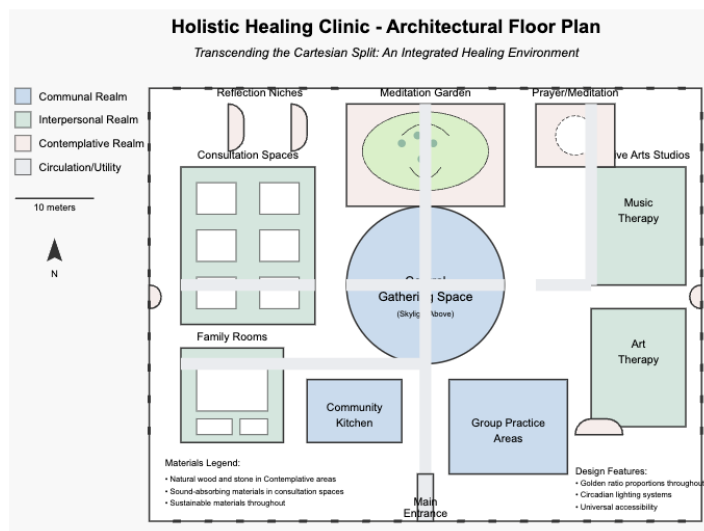 Holistic Healing Clinic - Architectural Floor Plan
Transcending the Cartesian Split: An Integrated Healing Environment
Communal Realm
Interpersonal Realm
Contemplative Realm
Circulation/Utility
10 meters
N
Reflection Niches
Meditation Garden
Prayer/Meditation
Consultation Spaces
Arts Studios
Music
Therapy
Gathering Space
Above)
Family Rooms
Art
Therapy
Community
Kitchen
Group Practice
Areas
Materials Legend:
• Natural wood and stone in Contemplative areas
• Sound-absorbing materials in consultation spaces
• Sustainable materials throughout
Main
Entrance
Design Features:
• Golden ratio proportions throughout
• Circadian lighting systems
• Universal accessibility